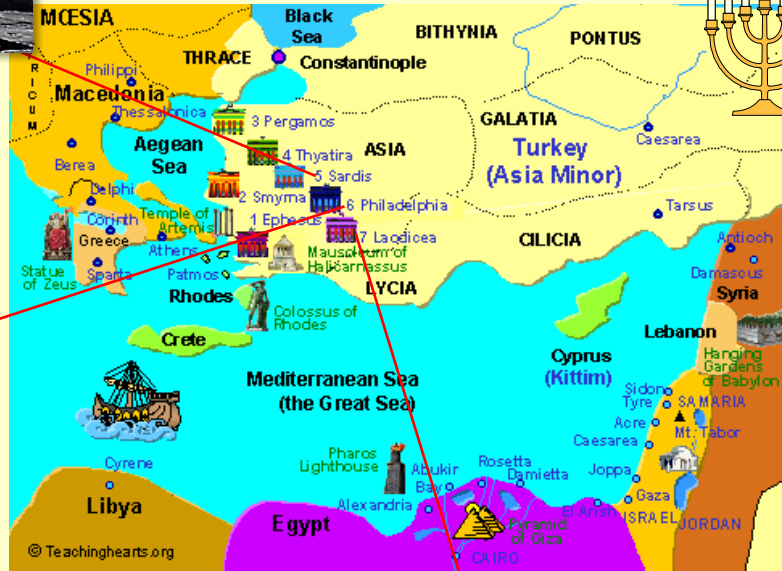 MŒSIA
Black
Sea
BITHYNIA
PONTUS
THRACE
Constantinople
R
I
C
U
M
Philippi
Macedonia
Thessalonica
3 Pergamos
GALATIA
Caesarea
Aegean
Sea
4 Thyatira
ASIA
Turkey
(Asia Minor)
Berea
5 Sardis
Delphi
2 Smyrna
6 Philadelphia
Tarsus
Corinth
Temple of
Artemis
1 Ephesus
Greece
7 Laodicea
CILICIA
Antioch
Athens
Mausoleum of
Halicarnassus
Statue
of Zeus
Sparta
Patmos
Damascus
LYCIA
Syria
Rhodes
Colossus of
Rhodes
Crete
Lebanon
Cyprus
(Kittim)
Hanging
Gardens
of Babylon
Mediterranean Sea
(the Great Sea)
Sidon
Tyre
SAMARIA
Acre
Mt. Tabor
Caesarea
Pharos
Lighthouse
Cyrene
Abukir
Bay
Rosetta
Damietta
Joppa
Libya
Alexandria
Gaza
El Arish
ISRAEL
JORDAN
Egypt
Pyramid
of Giza
© Teachinghearts.org
CAIRO